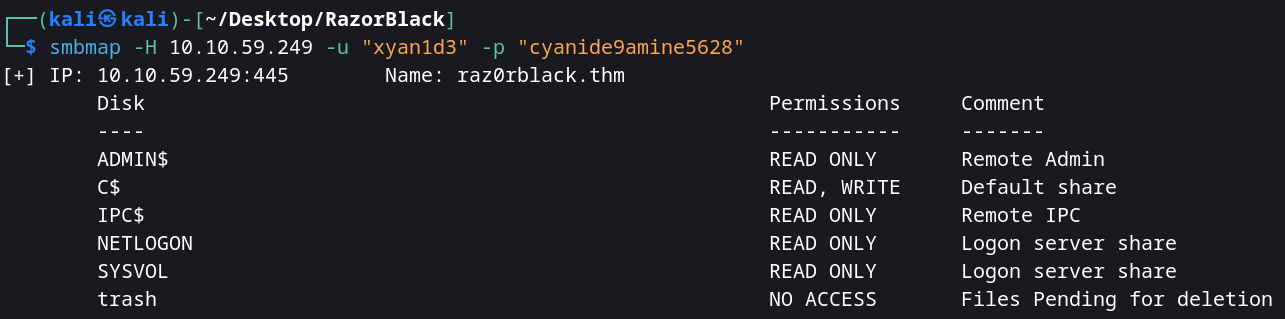 ┌──(kali㉿kali)-[~/Desktop/RazorBlack]
└─$ smbmap -H 10.10.59.249 -u "xyan1d3" -p "cyanide9amine5628"
[+] IP: 10.10.59.249:445 Name: raz0rblack.thm
Disk Permissions Comment
---- ----------- -------
ADMIN$ READ ONLY Remote Admin
C$ READ, WRITE Default share
IPC$ READ ONLY Remote IPC
NETLOGON READ ONLY Logon server share
SYSVOL READ ONLY Logon server share
trash NO ACCESS Files Pending for deletion